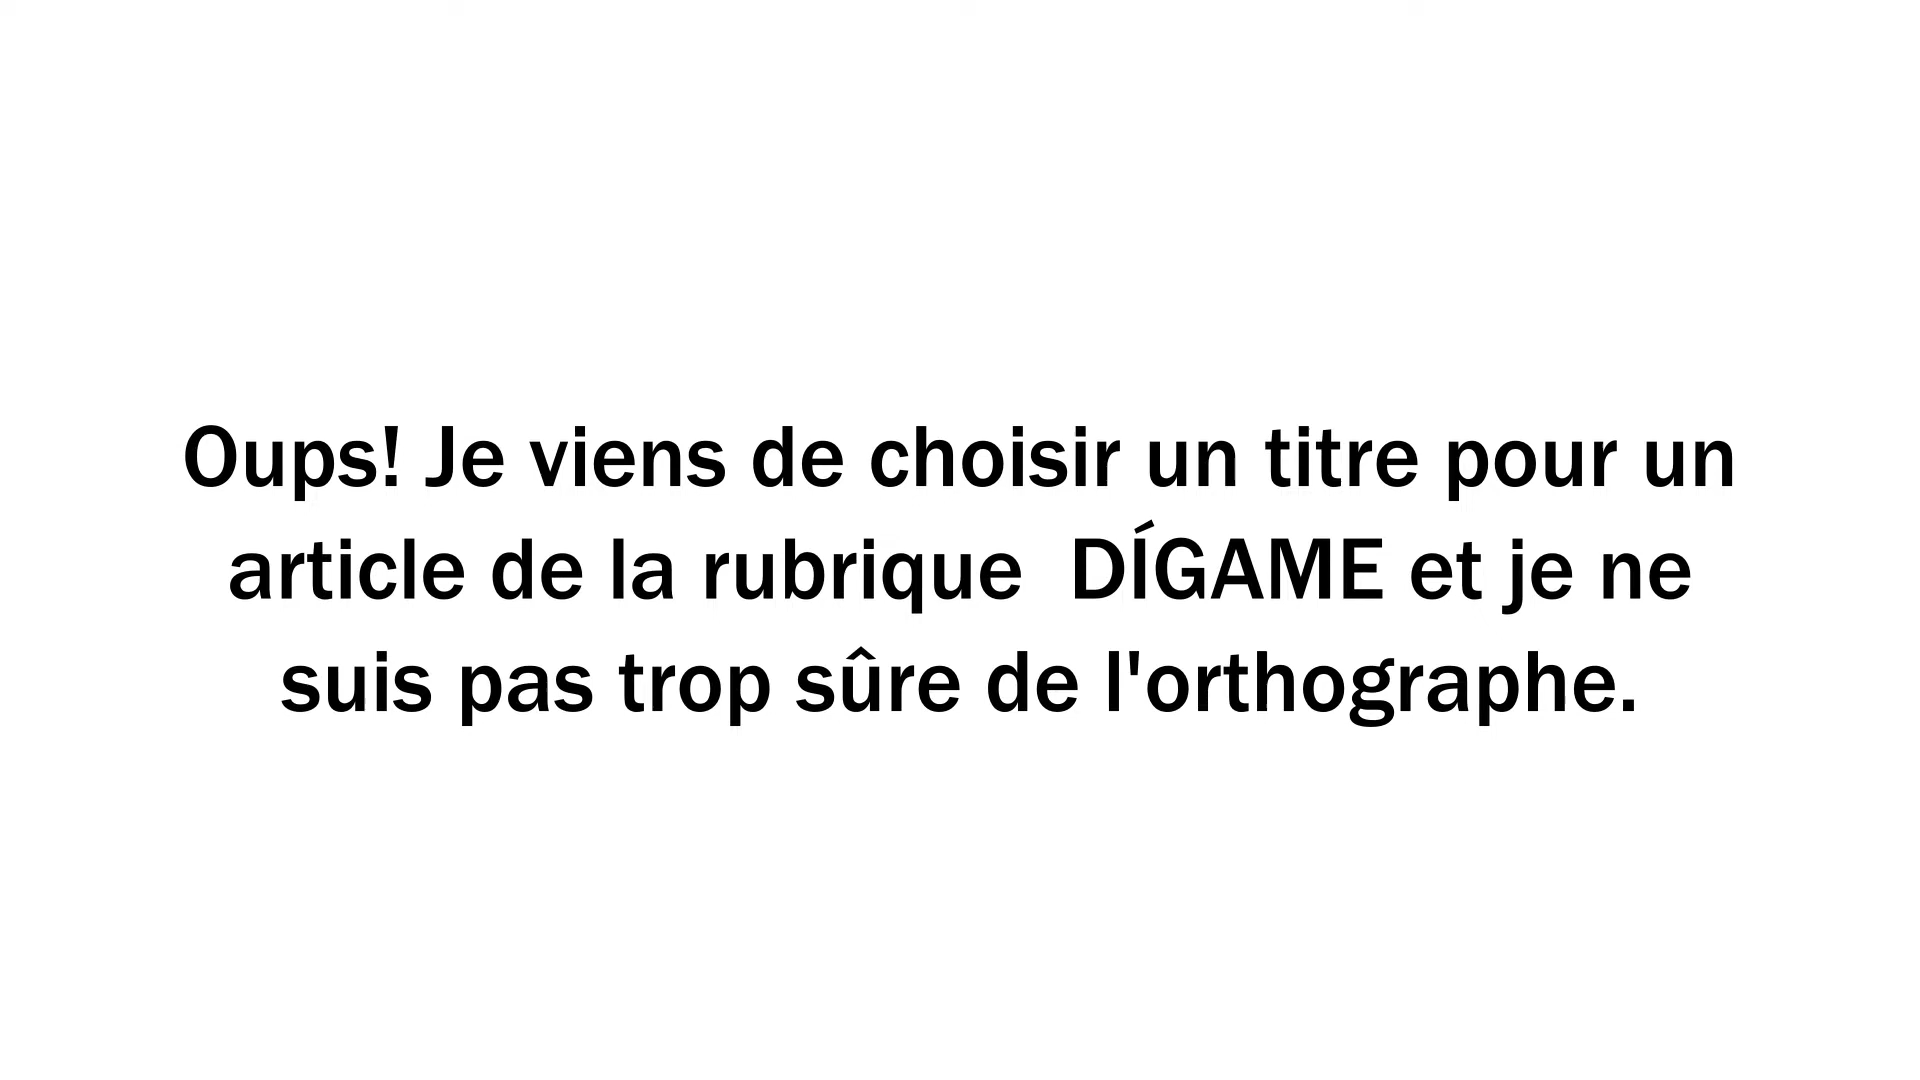 Oups! Je viens de choisir un titre pour un
article de la rubrique  DÍGAME et je ne
suis pas trop sûre de l'orthographe.